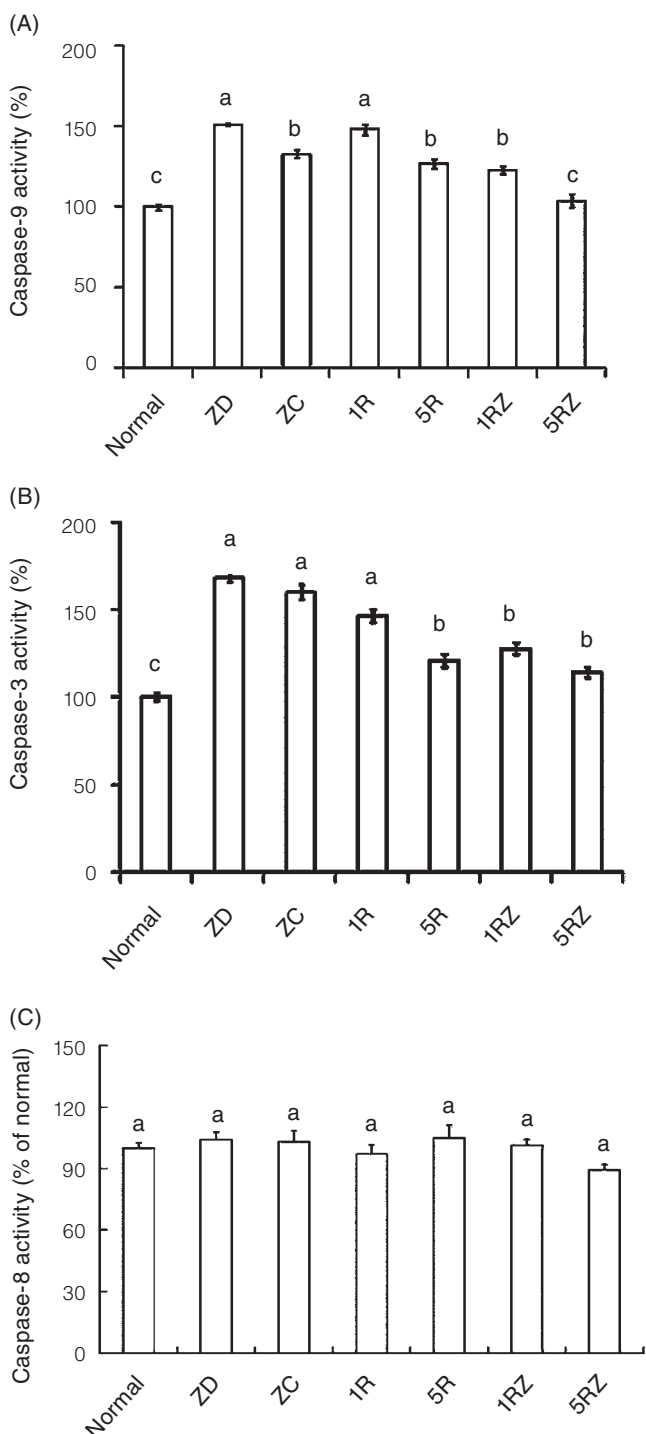 (A)
Caspase-9 activity (%)
200
150
100
50
0
c
a
b
a
b
b
c
Normal
ZD
ZC
1R
5R
1RZ
5RZ
(B)
Caspase-3 activity (%)
200
150
100
50
0
c
a
a
a
b
b
b
Normal
ZD
ZC
1R
5R
1RZ
5RZ
(C)
Caspase-8 activity (% of normal)
150
120
90
60
30
0
a
a
a
a
a
a
a
Normal
ZD
ZC
1R
5R
1RZ
5RZ